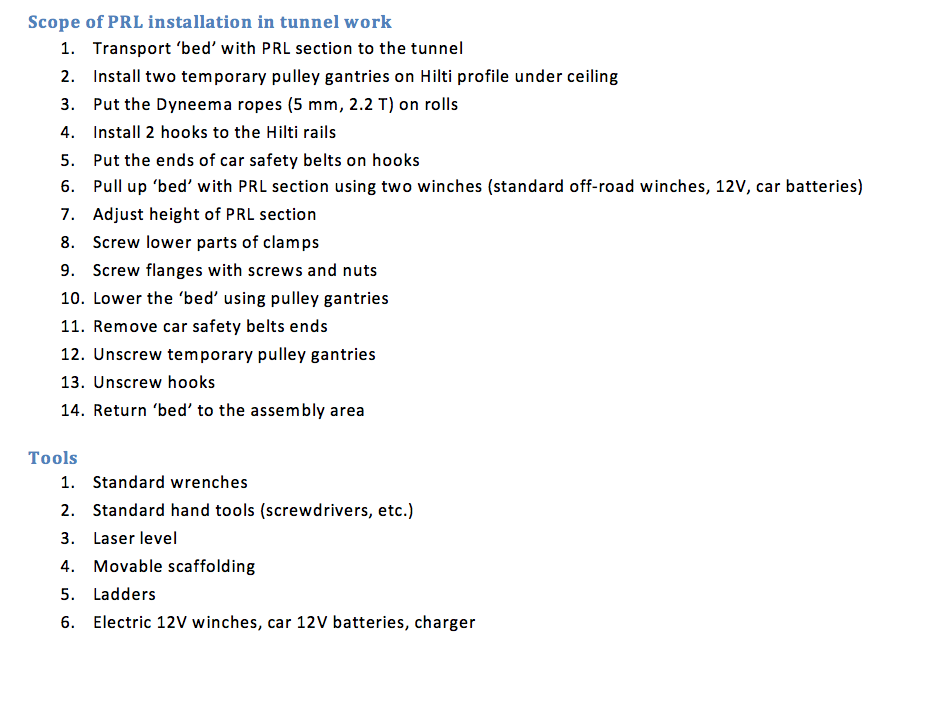 Scope of PRL installation in tunnel work
1. Transport ‘bed’ with PRL section to the tunnel
2. Install two temporary pulley gantries on Hilti profile under ceiling
3. Put the Dyneema ropes (5 mm, 2.2 T) on rolls
4. Install 2 hooks to the Hilti rails
5. Put the ends of car safety belts on hooks
6. Pull up ‘bed’ with PRL section using two winches (standard off-road winches, 12V, car batteries)
7. Adjust height of PRL section
8. Screw lower parts of clamps
9. Screw flanges with screws and nuts
10. Lower the ‘bed’ using pulley gantries
11. Remove car safety belts ends
12. Unscrew temporary pulley gantries
13. Unscrew hooks
14. Return ‘bed’ to the assembly area
Tools
1. Standard wrenches
2. Standard hand tools (screwdrivers, etc.)
3. Laser level
4. Movable scaffolding
5. Ladders
6. Electric 12V winches, car 12V batteries, charger